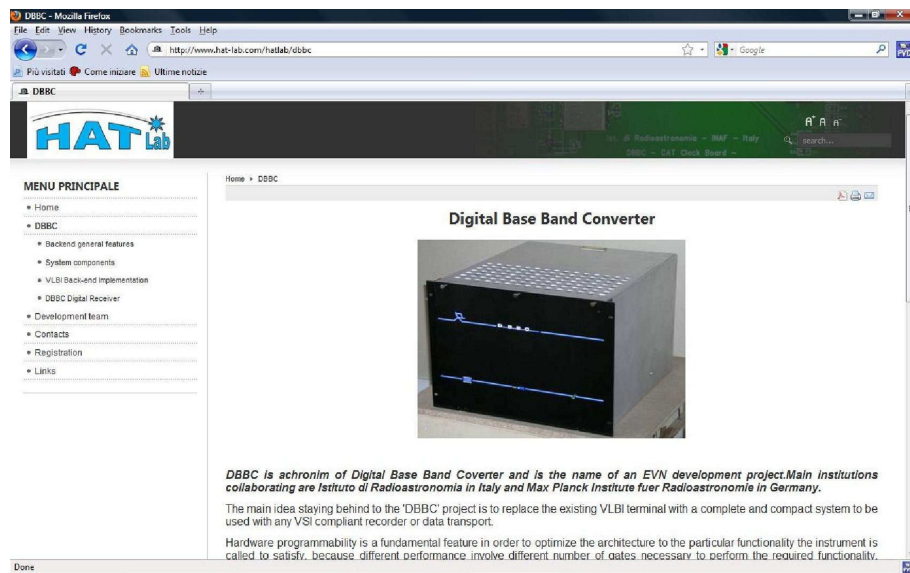 DBBC - Mozilla Firefox
File Edit View History Bookmarks Tools Help
http://www.hat-lab.com/hatlab/dbbc
Google
Più visitati Come iniziare Ultime notizie
DBBC
HAT Lab
di Radioastronomia - INAF - Italy
DBBC - CAT Clock Board -
A+ A A-
search...
MENU PRINCIPALE
Home
DBBC
Backend general features
System components
VLBI Back-end Implementation
DBBC Digital Receiver
Development team
Contacts
Registration
Links
Home DBBC
Digital Base Band Converter
DBBC is achronim of Digital Base Band Coverter and is the name of an EVN development project.Main institutions
collaborating are Istituto di Radioastronomia in Italy and Max Planck Institute fuer Radioastronomie in Germany.
The main idea staying behind to the 'DBBC' project is to replace the existing VLBI terminal with a complete and compact system to be
used with any VSI compliant recorder or data transport.
Hardware programmability is a fundamental feature in order to optimize the architecture to the particular functionality the instrument is
called to satisfy, because different performance involve different number of gates necessary to perform the required functionality,
Done